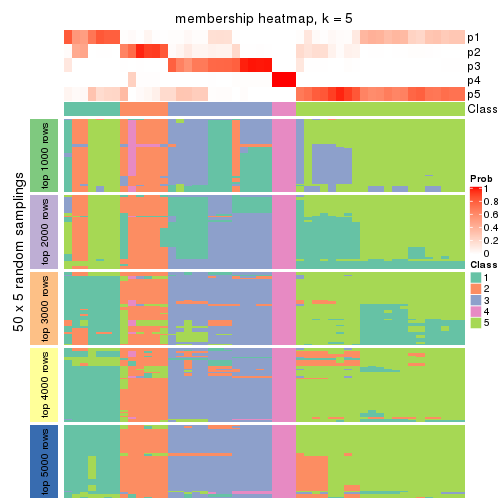 membership heatmap, k = 5
p1
p2
p3
p4
p5
Class
50 x 5 random samplings
top 1000 rows
top 2000 rows
top 3000 rows
top 4000 rows
top 5000 rows
Prob
1
0.8
0.6
0.4
0.2
0
Class
1
2
3
4
5